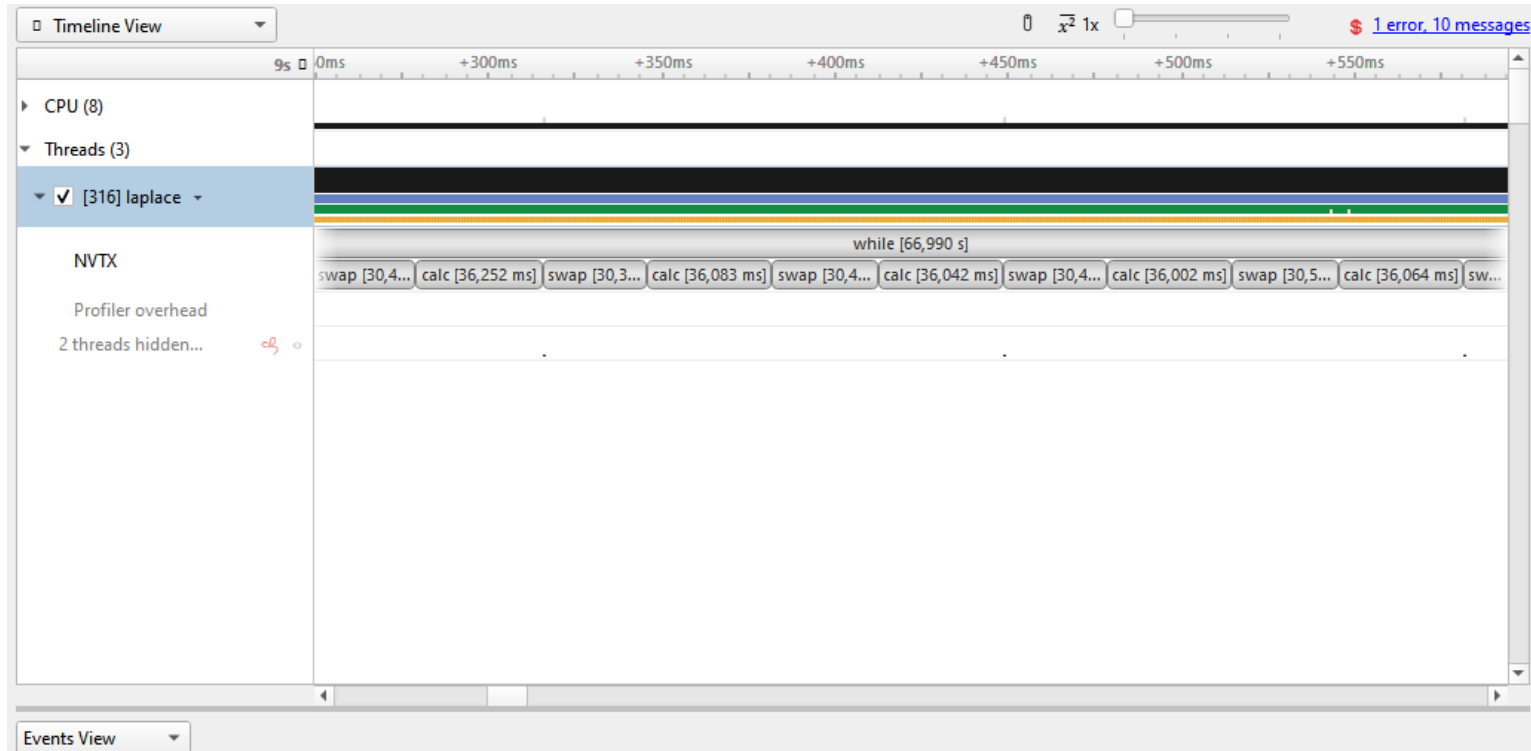 Timeline View
x² 1x
1 error, 10 messages
9s
0ms +300ms +350ms +400ms +450ms +500ms +550ms
CPU (8)
Threads (3)
[316] laplace
NVTX
while [66,990 s]
swap [30,4... calc [36,252 ms] swap [30,3... calc [36,083 ms] swap [30,4... calc [36,042 ms] swap [30,4... calc [36,002 ms] swap [30,5... calc [36,064 ms] sw...
Profiler overhead
2 threads hidden...
Events View